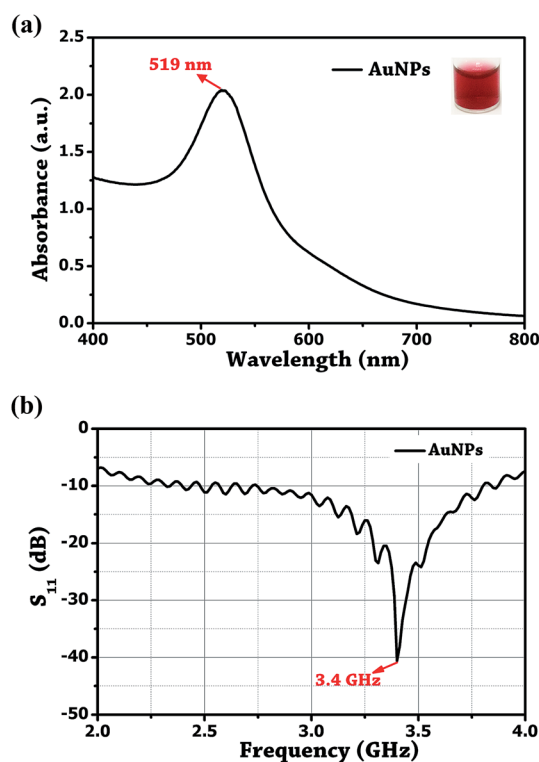 (a)
2.5
2.0
1.5
1.0
0.5
0.0
Absorbance (a.u.)
519 nm
AuNPs
400 500 600 700 800
Wavelength (nm)
(b)
0
-10
-20
-30
-40
-50
S11 (dB)
AuNPs
3.4 GHz
2.0 2.5 3.0 3.5 4.0
Frequency (GHz)